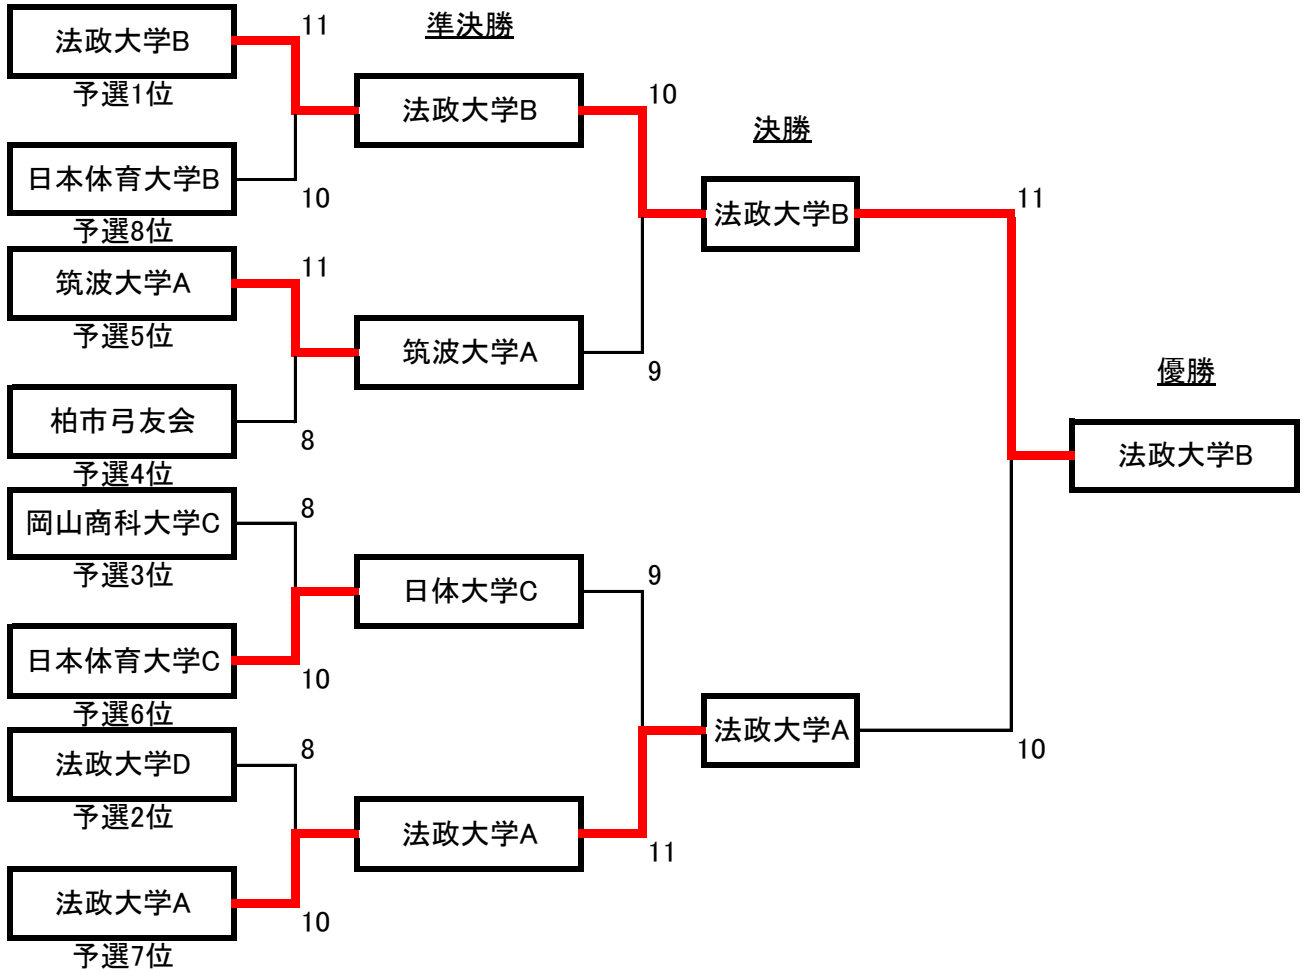 法政大学B
予選1位
11
日本体育大学B
予選8位
10
筑波大学A
予選5位
11
柏市弓友会
予選4位
8
岡山商科大学C
予選3位
8
日本体育大学C
予選6位
10
法政大学D
予選2位
8
法政大学A
予選7位
10
準決勝
法政大学B
10
筑波大学A
9
日体大学C
9
法政大学A
11
決勝
法政大学B
11
法政大学A
10
優勝
法政大学B